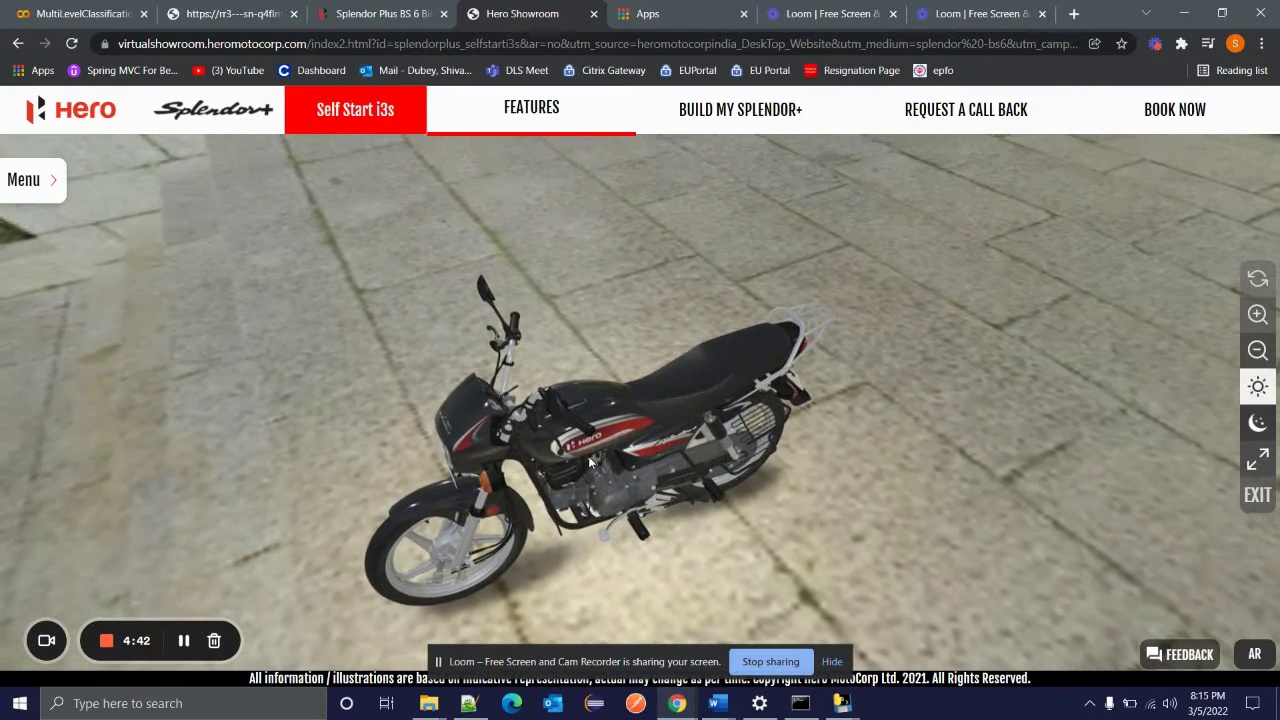 MultiLevelClassificatio
https://rr3---sn-q4flr
Splendor Plus BS 6 Bi
Hero Showroom
Apps
Loom | Free Screen &
Loom | Free Screen &
virtualshowroom.heromotocorp.com/index2.html?id=splendorplus_selfstarti3s&ar=no&utm_source=heromotocorpindia_DeskTop_Website&utm_medium=splendor%20-bs6&utm_camp...
S
Apps
Spring MVC For Be...
(3) YouTube
Dashboard
Mail - Dubey, Shiva...
DLS Meet
Citrix Gateway
EUPortal
EU Portal
Resignation Page
epfo
Reading list
Hero
Splendor+
Self Start i3s
FEATURES
BUILD MY SPLENDOR+
REQUEST A CALL BACK
BOOK NOW
Menu
Hero
EXIT
4:42
Loom – Free Screen and Cam Recorder is sharing your screen.
Stop sharing
Hide
FEEDBACK
AR
All information / illustrations are based on indicative representation, actual may change as per time. Copyright Hero MotoCorp Ltd. 2021. All Rights Reserved.
Type here to search
8:15 PM
3/5/2022